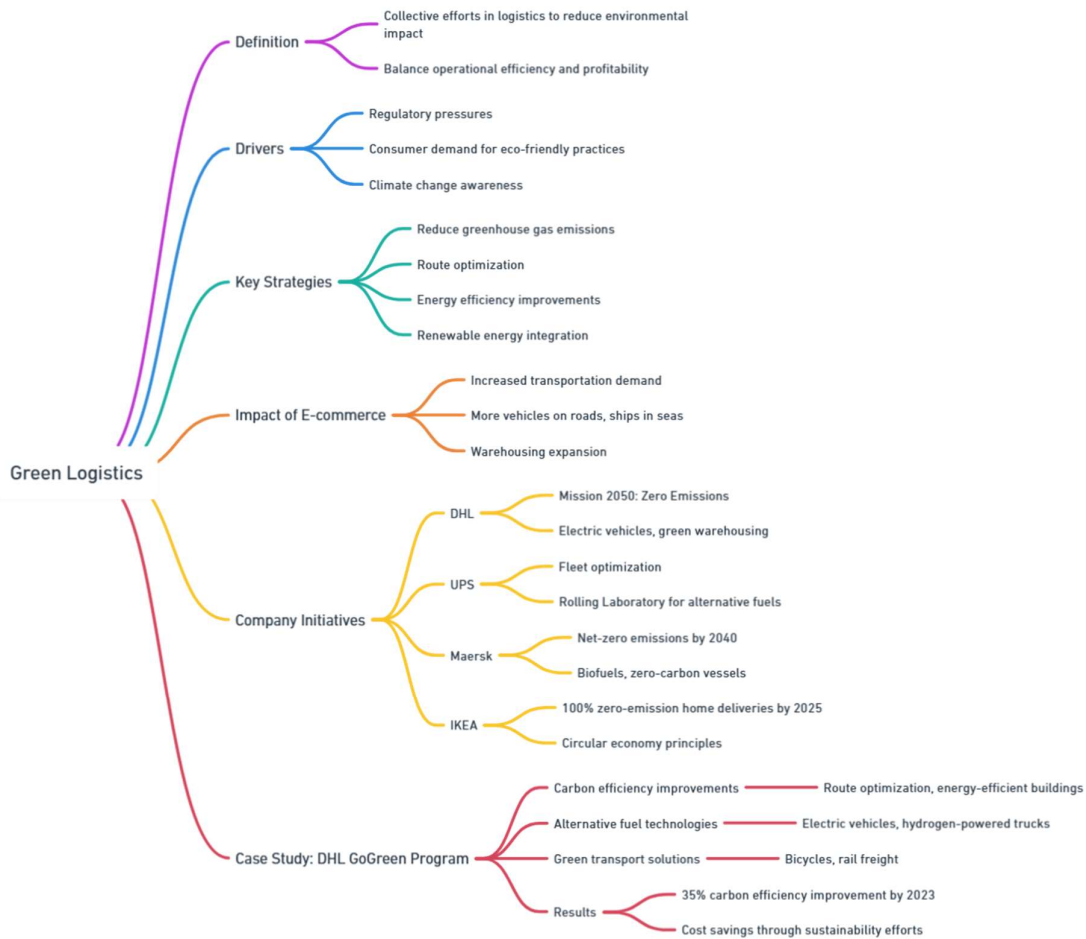 Collective efforts in logistics to reduce environmental
impact
Definition
Balance operational efficiency and profitability
Regulatory pressures
Drivers
Consumer demand for eco-friendly practices
Climate change awareness
Reduce greenhouse gas emissions
Route optimization
Key Strategies
Energy efficiency improvements
Renewable energy integration
Increased transportation demand
Impact of E-commerce
More vehicles on roads, ships in seas
Warehousing expansion
Green Logistics
Mission 2050: Zero Emissions
DHL
Electric vehicles, green warehousing
Fleet optimization
UPS
Rolling Laboratory for alternative fuels
Company Initiatives
Net-zero emissions by 2040
Maersk
Biofuels, zero-carbon vessels
100% zero-emission home deliveries by 2025
IKEA
Circular economy principles
Carbon efficiency improvements
Route optimization, energy-efficient buildings
Alternative fuel technologies
Electric vehicles, hydrogen-powered trucks
Case Study: DHL GoGreen Program
Green transport solutions
Bicycles, rail freight
35% carbon efficiency improvement by 2023
Results
Cost savings through sustainability efforts